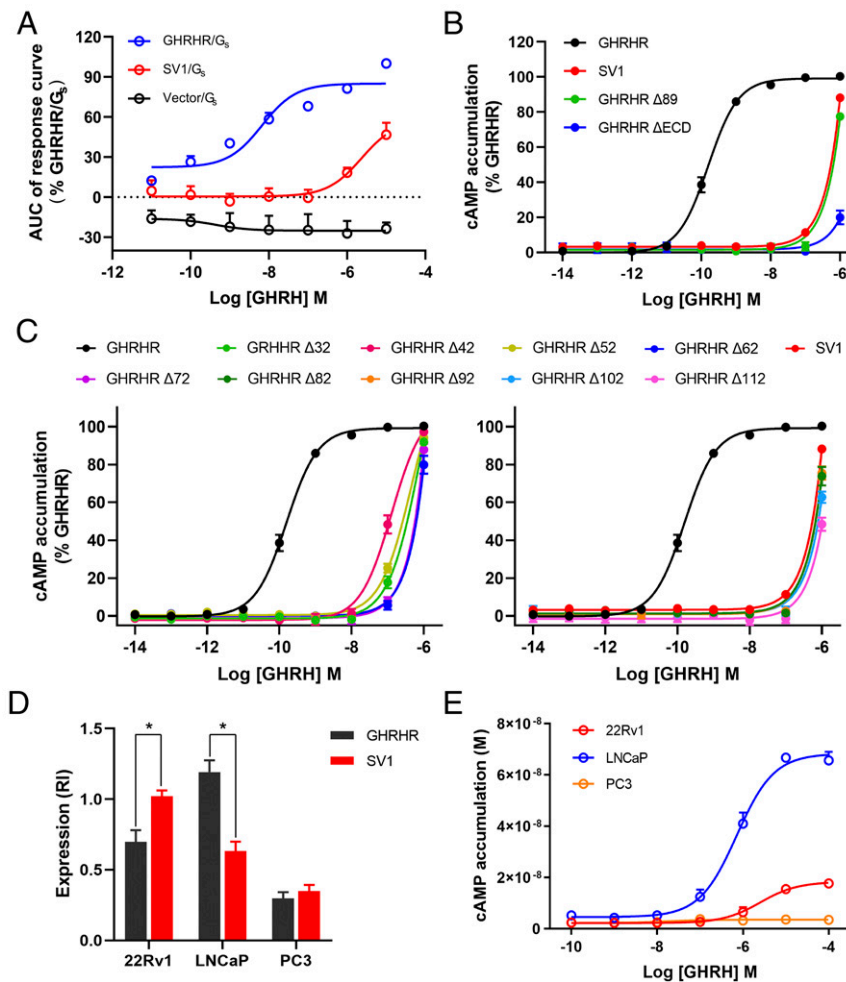 A
GHRHR/Gs
SV1/Gs
Vector/Gs
AUC of response curve
(% GHRHR/Gs)
120
90
60
30
0
-30
-12 -10 -8 -6 -4
Log [GHRH] M
B
GHRHR
SV1
GHRHR Δ89
GHRHR ΔECD
cAMP accumulation
(% GHRHR)
120
100
80
60
40
20
0
-14 -12 -10 -8 -6
Log [GHRH] M
C
GHRHR GRHHR Δ32 GHRHR Δ42 GHRHR Δ52 GHRHR Δ62 SV1
GHRHR Δ72 GHRHR Δ82 GHRHR Δ92 GHRHR Δ102 GHRHR Δ112
cAMP accumulation
(% GHRHR)
100
80
60
40
20
0
-14 -12 -10 -8 -6
Log [GHRH] M
100
80
60
40
20
0
-14 -12 -10 -8 -6
Log [GHRH] M
D
GHRHR
SV1
* *
Expression (RI)
1.5
1.0
0.5
0.0
22Rv1 LNCaP PC3
E
22Rv1
LNCaP
PC3
cAMP accumulation (M)
8×10-8
6×10-8
4×10-8
2×10-8
0
-10 -8 -6 -4
Log [GHRH] M